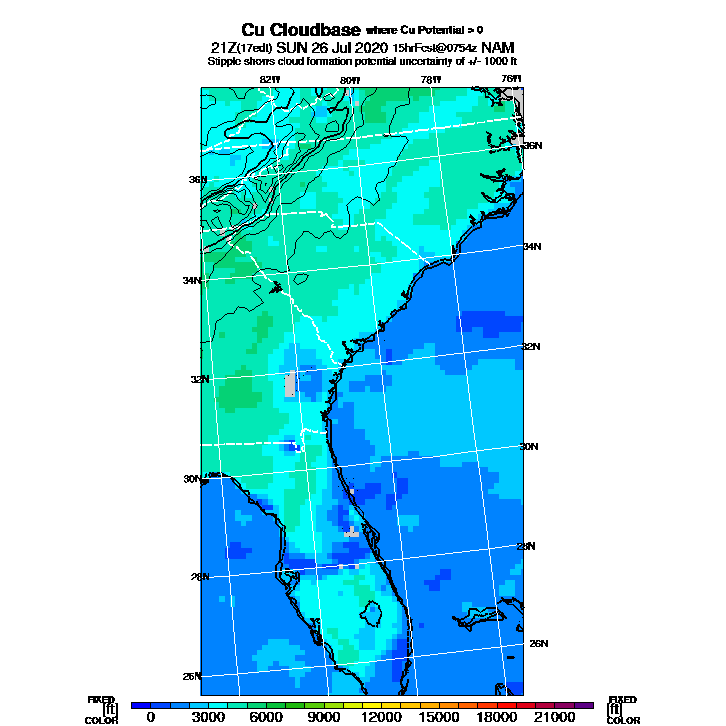 Cu Cloudbase where Cu Potential > 0
21Z(17edt) SUN 26 Jul 2020 15hrFcst@0754z NAM
Stipple shows cloud formation potential uncertainty of +/- 1000 ft
82W 80W 78W 76W
36N
36N
34N
34N
32N
32N
30N
30N
28N
28N
26N
26N
FIXED FIXED
[ft] [ft]
COLOR COLOR
0 3000 6000 9000 12000 15000 18000 21000